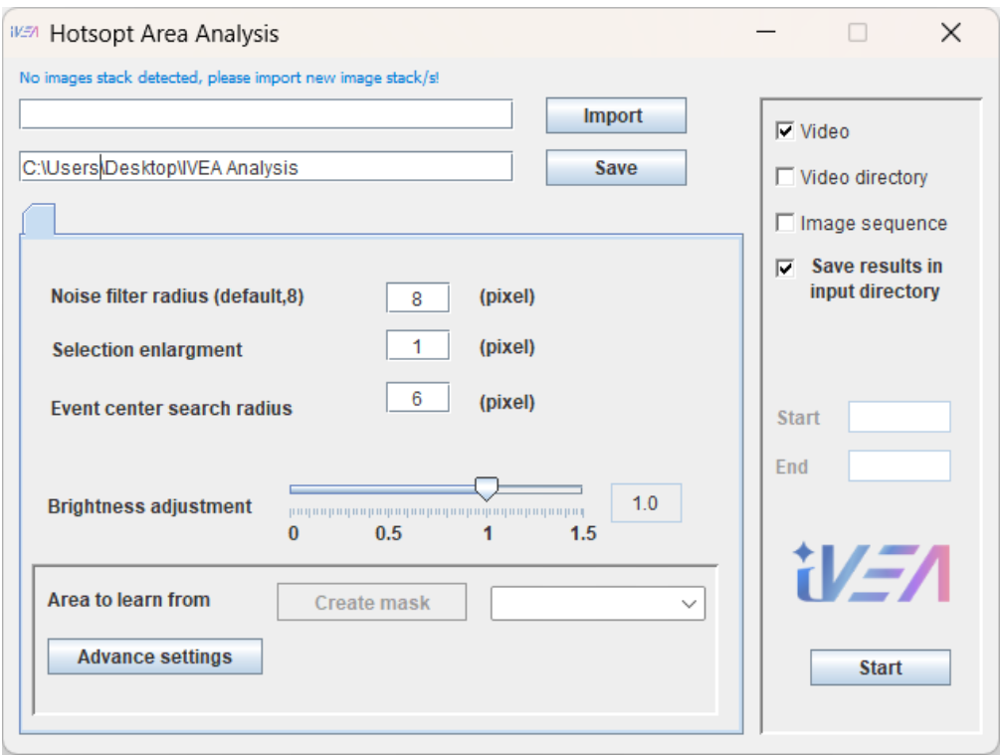 iVEA Hotsopt Area Analysis
No images stack detected, please import new image stack/s!
Import
C:\Users\Desktop\IVEA Analysis
Save
Noise filter radius (default,8) 8 (pixel)
Selection enlargment 1 (pixel)
Event center search radius 6 (pixel)
Brightness adjustment 1.0
0 0.5 1 1.5
Area to learn from Create mask
Advance settings
Video
Video directory
Image sequence
Save results in
input directory
Start
End
iVEA
Start